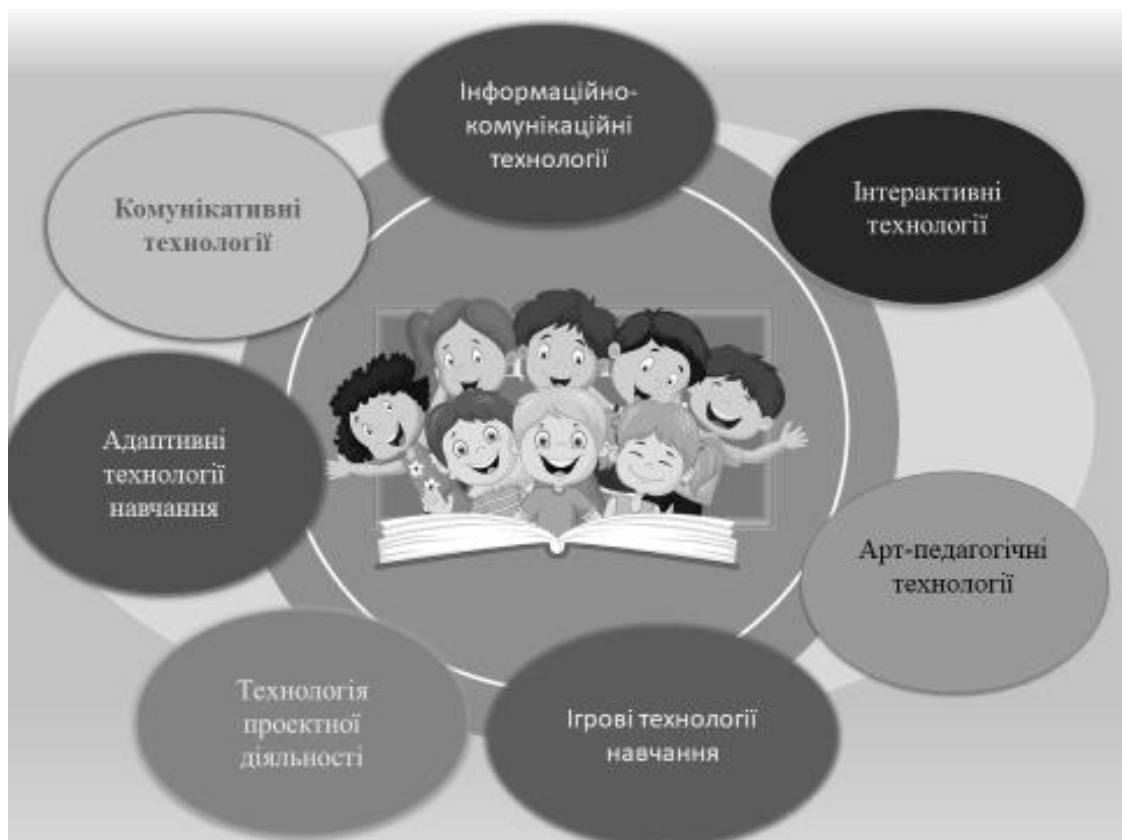 Інформаційно-
комунікаційні
технології
Інтерактивні
технології
Арт-педагогічні
технології
Ігрові технології
навчання
Технологія
проектної
діяльності
Адаптивні
технології
навчання
Комунікативні
технології